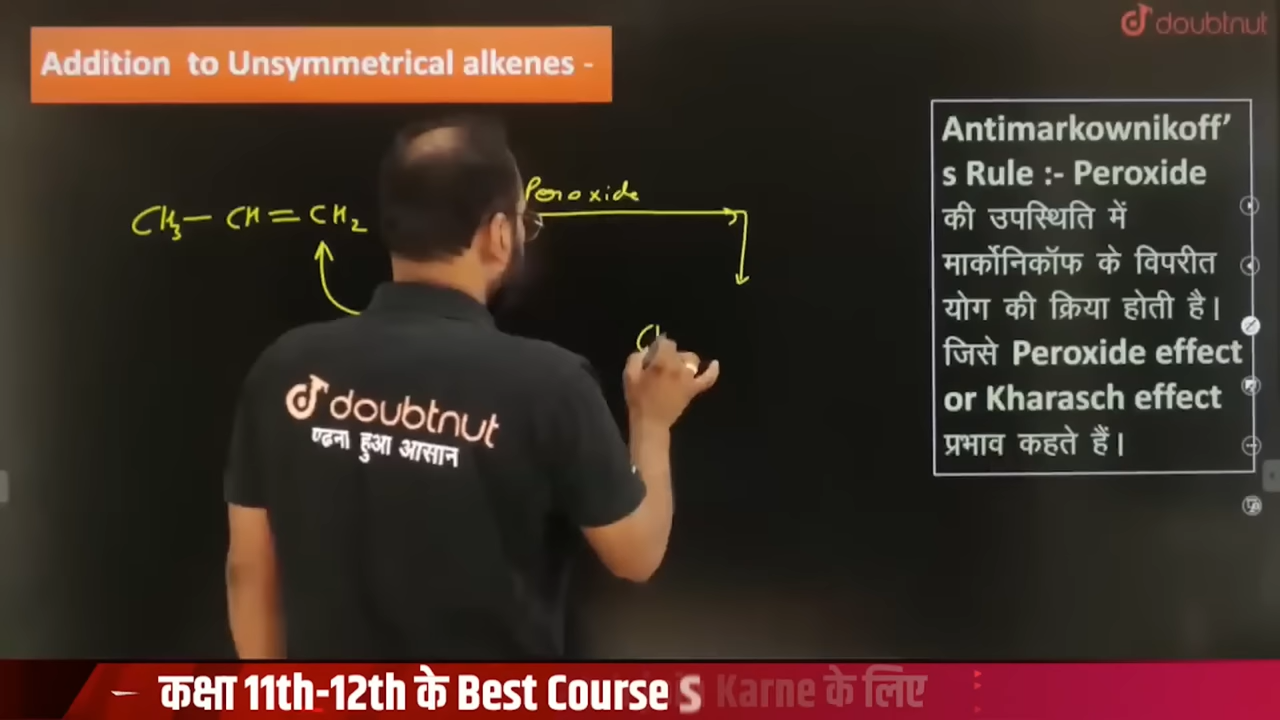 doubtnut
Addition to Unsymmetrical alkenes -
Antimarkownikoff'
s Rule :- Peroxide
की उपस्थिति में
मार्कोनिकॉफ के विपरीत
योग की क्रिया होती है।
जिसे Peroxide effect
or Kharasch effect
प्रभाव कहते हैं।
Peroxide
CH₃ — CH = CH₂
doubtnut
पढना हुआ आसान
कक्षा 11th-12th के Best Course S Karne के लिए